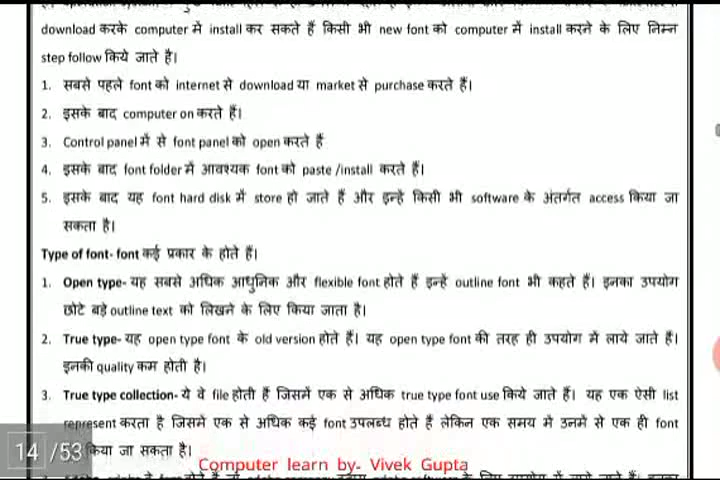 download करके computer में install कर सकते हैं किसी भी new font को computer में install करने के लिए निम्न
step follow किये जाते है।
1. सबसे पहले font को internet से download या market से purchase करते हैं।
2. इसके बाद computer on करते हैं।
3. Control panel में से font panel को open करते हैं
4. इसके बाद font folder में आवश्यक font को paste /install करते हैं।
5. इसके बाद यह font hard disk में store हो जाते हैं और इन्हे किसी भी software के अंतर्गत access किया जा
सकता है।
Type of font- font कई प्रकार के होते हैं।
1. Open type- यह सबसे अधिक आधुनिक और flexible font होते हैं इन्हें outline font भी कहते हैं। इनका उपयोग
छोटे बड़े outline text को लिखने के लिए किया जाता है।
2. True type- यह open type font के old version होते हैं। यह open type font की तरह ही उपयोग में लाये जाते हैं।
इनकी quality कम होती है।
3. True type collection- ये वे file होती हैं जिसमें एक से अधिक true type font use किये जाते हैं। यह एक ऐसी list
represent करता है जिसमें एक से अधिक कई font उपलब्ध होते हैं लेकिन एक समय में उनमें से एक ही font
किया जा सकता है।
14 /53
Computer learn by- Vivek Gupta